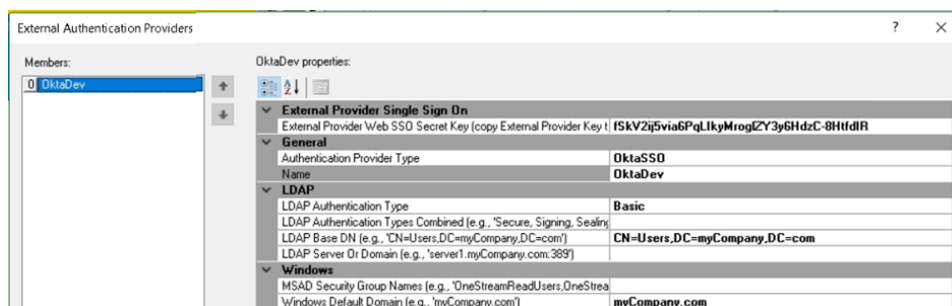 External Authentication Providers ? ×
Members:
0 OktaDev
OktaDev properties:
External Provider Single Sign On
External Provider Web SSO Secret Key (copy External Provider Key t
General
Authentication Provider Type OktaSSO
Name OktaDev
LDAP
LDAP Authentication Type Basic
LDAP Authentication Types Combined (e.g., 'Secure, Signing, Sealing
LDAP Base DN (e.g., 'CN=Users,DC=myCompany,DC=com') CN=Users,DC=myCompany,DC=com
LDAP Server Or Domain (e.g., 'server1.myCompany.com:389')
Windows
MSAD Security Group Names (e.g., 'OneStreamReadUsers,OneStrea
Windows Default Domain (e.g., 'myCompany.com') myCompany.com